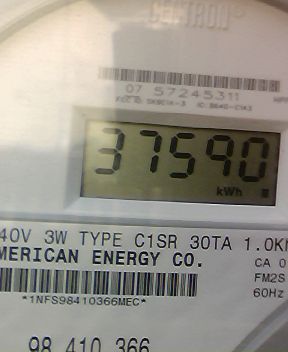 CENTRON®
07 57245311
37590
kWh
40V 3W TYPE C1SR 30TA 1.0K
MERICAN ENERGY CO.
CA 0
FM2S
60Hz
*1NFS98410366MEC*
98 410 366